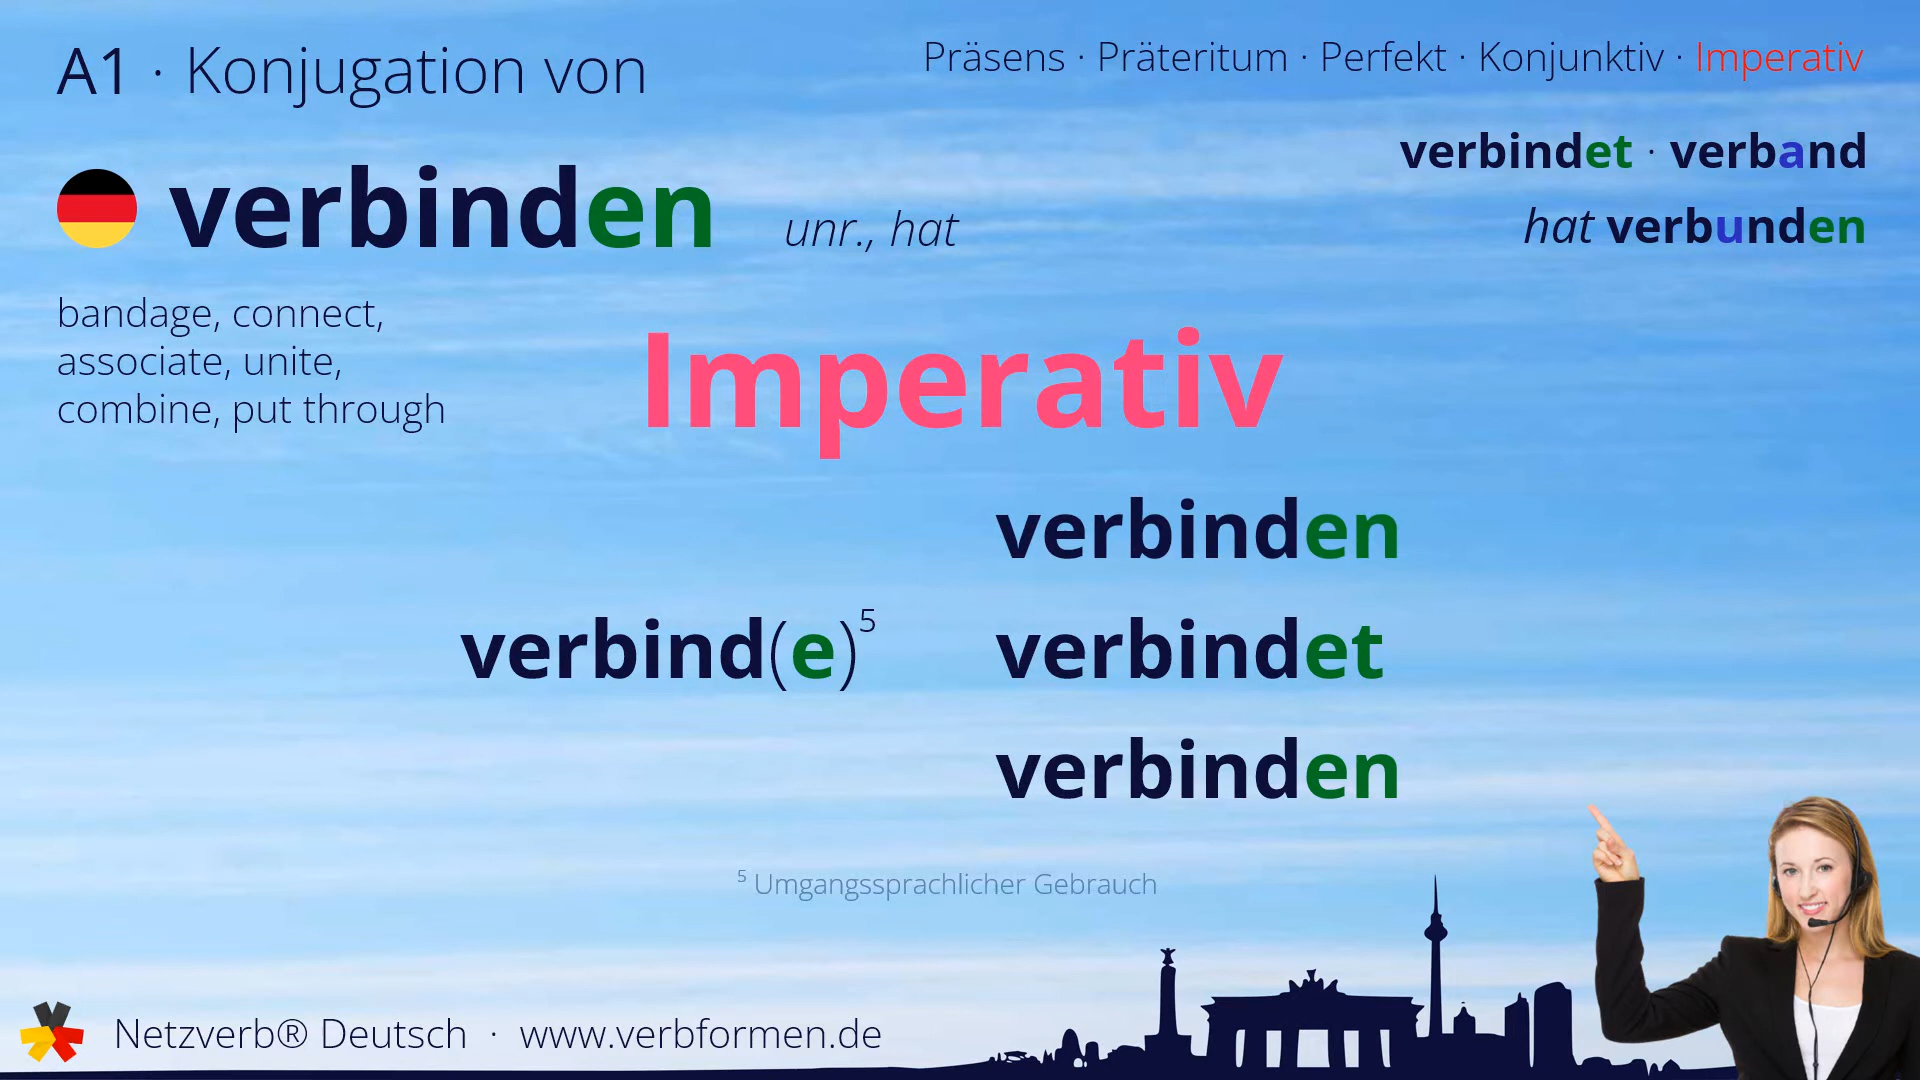 A1 · Konjugation von
Präsens · Präteritum · Perfekt · Konjunktiv · Imperativ
verbinden unr., hat
verbindet · verband
hat verbunden
bandage, connect,
associate, unite,
combine, put through
Imperativ
verbinden
verbind(e)⁵ verbindet
verbinden
⁵ Umgangssprachlicher Gebrauch
Netzverb® Deutsch · www.verbformen.de